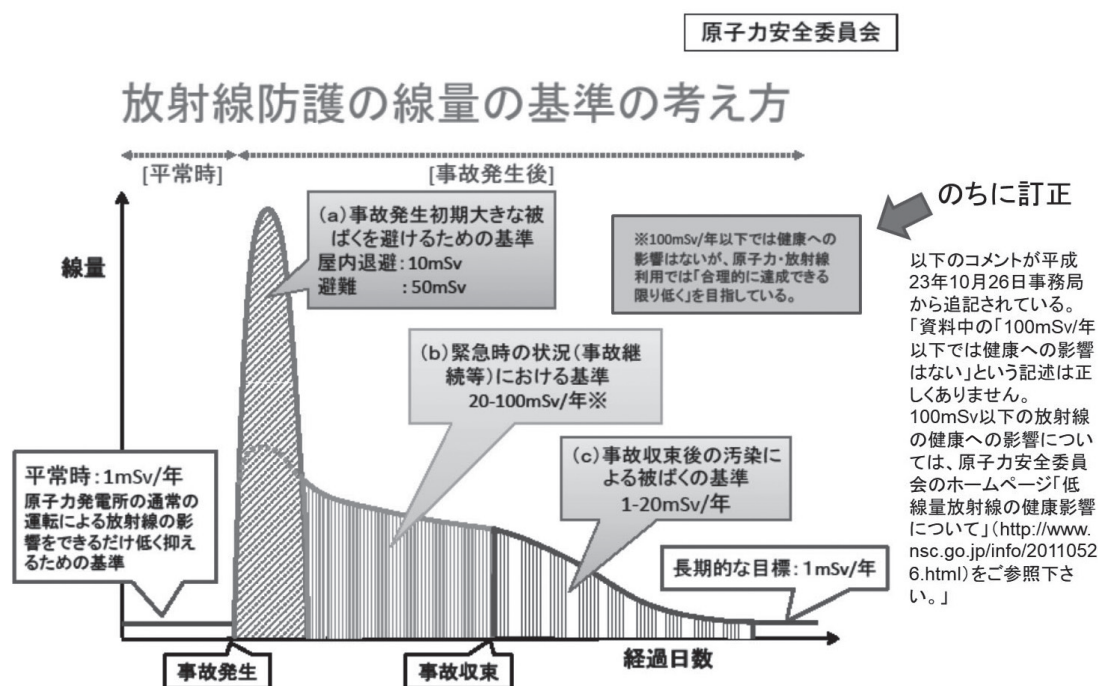 原子力安全委員会
放射線防護の線量の基準の考え方
[平常時]
[事故発生後]
線量
(a)事故発生初期大きな被
ばくを避けるための基準
屋内退避:10mSv
避難　　:50mSv
※100mSv/年以下では健康への
影響はないが、原子力・放射線
利用では「合理的に達成できる
限り低く」を目指している。
のちに訂正
以下のコメントが平成
23年10月26日事務局
から追記されている。
「資料中の「100mSv/年
以下では健康への影響
はない」という記述は正
しくありません。
100mSv以下の放射線
の健康への影響につい
ては、原子力安全委員
会のホームページ「低
線量放射線の健康影響
について」(http://www.
nsc.go.jp/info/2011052
6.html)をご参照下さ
い。」
(b)緊急時の状況(事故継
続等)における基準
20-100mSv/年※
(c)事故収束後の汚染に
よる被ばくの基準
1-20mSv/年
平常時:1mSv/年
原子力発電所の通常の
運転による放射線の影
響をできるだけ低く抑え
るための基準
長期的な目標:1mSv/年
事故発生
事故収束
経過日数